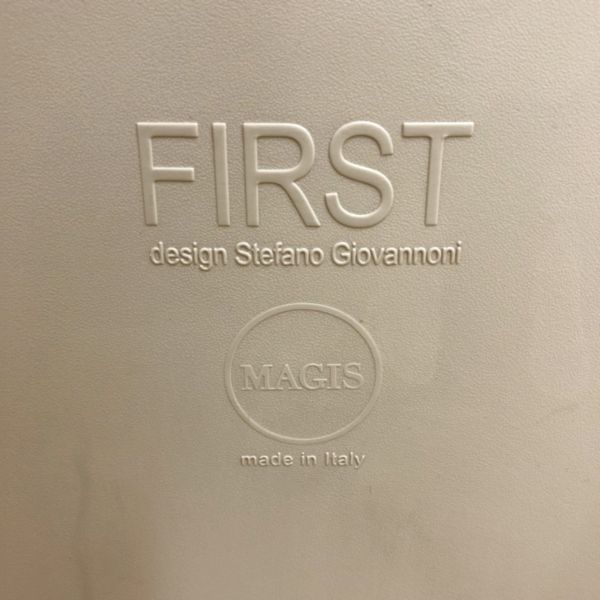 FIRST
design Stefano Giovannoni
MAGIS
made in Italy